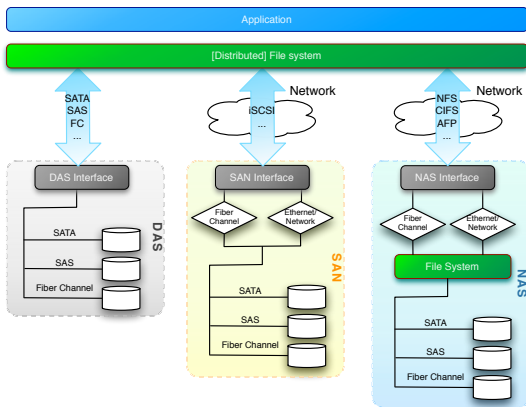 Application
[Distributed] File system
SATA
SAS
FC
...
Network
iSCSI
...
Network
NFS
CIFS
AFP
...
DAS Interface
SATA
SAS
Fiber Channel
DAS
SAN Interface
Fiber
Channel
Ethernet/
Network
SATA
SAS
Fiber Channel
SAN
NAS Interface
Fiber
Channel
Ethernet/
Network
File System
SATA
SAS
Fiber Channel
NAS